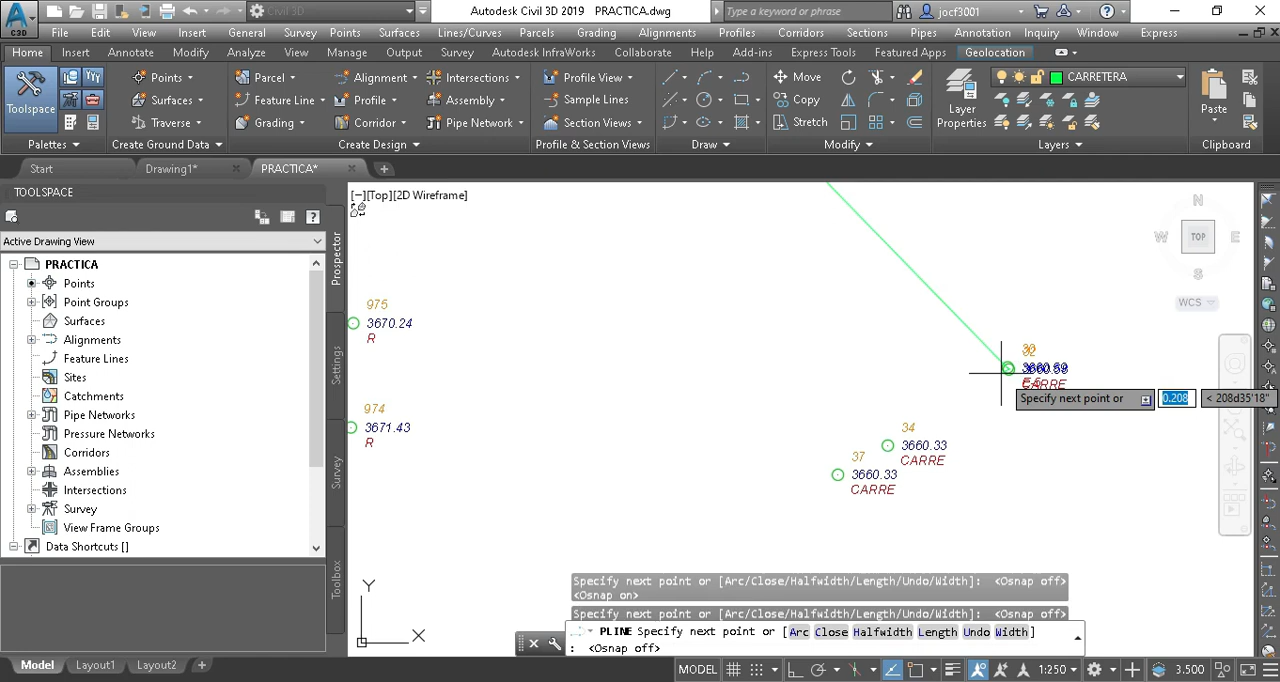 A C3D Civil 3D Autodesk Civil 3D 2019 PRACTICA.dwg Type a keyword or phrase jocf3001
File Edit View Insert General Survey Points Surfaces Lines/Curves Parcels Grading Alignments Profiles Corridors Sections Pipes Annotation Inquiry Window Express
Home Insert Annotate Modify Analyze View Manage Output Survey Autodesk InfraWorks Collaborate Help Add-ins Express Tools Featured Apps Geolocation
Points Parcel Alignment Intersections Profile View Move CARRETERA
Toolspace Surfaces Feature Line Profile Assembly Sample Lines Copy Layer Properties Paste
Traverse Grading Corridor Pipe Network Section Views Stretch
Palettes Create Ground Data Create Design Profile & Section Views Draw Modify Layers Clipboard
Start Drawing1* PRACTICA*
TOOLSPACE
[−][Top][2D Wireframe]
Active Drawing View
PRACTICA
Points
Point Groups
Surfaces
Alignments
Feature Lines
Sites
Catchments
Pipe Networks
Pressure Networks
Corridors
Assemblies
Intersections
Survey
View Frame Groups
Data Shortcuts []
Prospector
Settings
Survey
Toolbox
N
W TOP E
S
WCS
975
3670.24
R
974
3671.43
R
32
3660.59
CARRE
34
3660.33
CARRE
37
3660.33
CARRE
Specify next point or 0.208 < 208d35'18"
Y
X
Specify next point or [Arc/Close/Halfwidth/Length/Undo/Width]: <Osnap off>
<Osnap on>
Specify next point or [Arc/Close/Halfwidth/Length/Undo/Width]: <Osnap off>
PLINE Specify next point or [Arc Close Halfwidth Length Undo Width]
: <Osnap off>
Model Layout1 Layout2 + MODEL 1:250 3.500